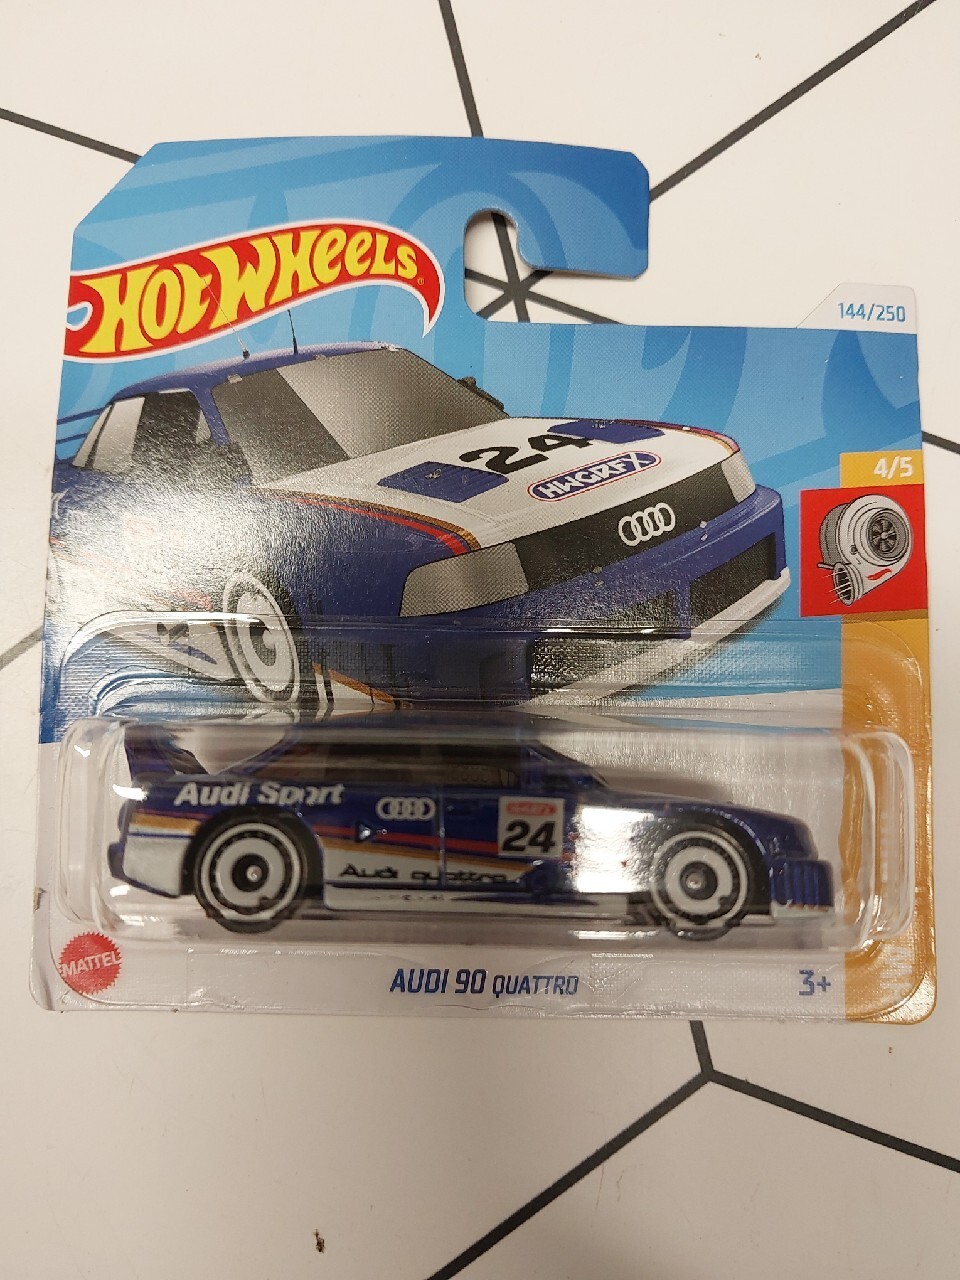 HOT WHEELS
144/250
4/5
24
HWGRFX
Audi Sport
24
Audi quattro
MATTEL
AUDI 90 QUATTRO
3+